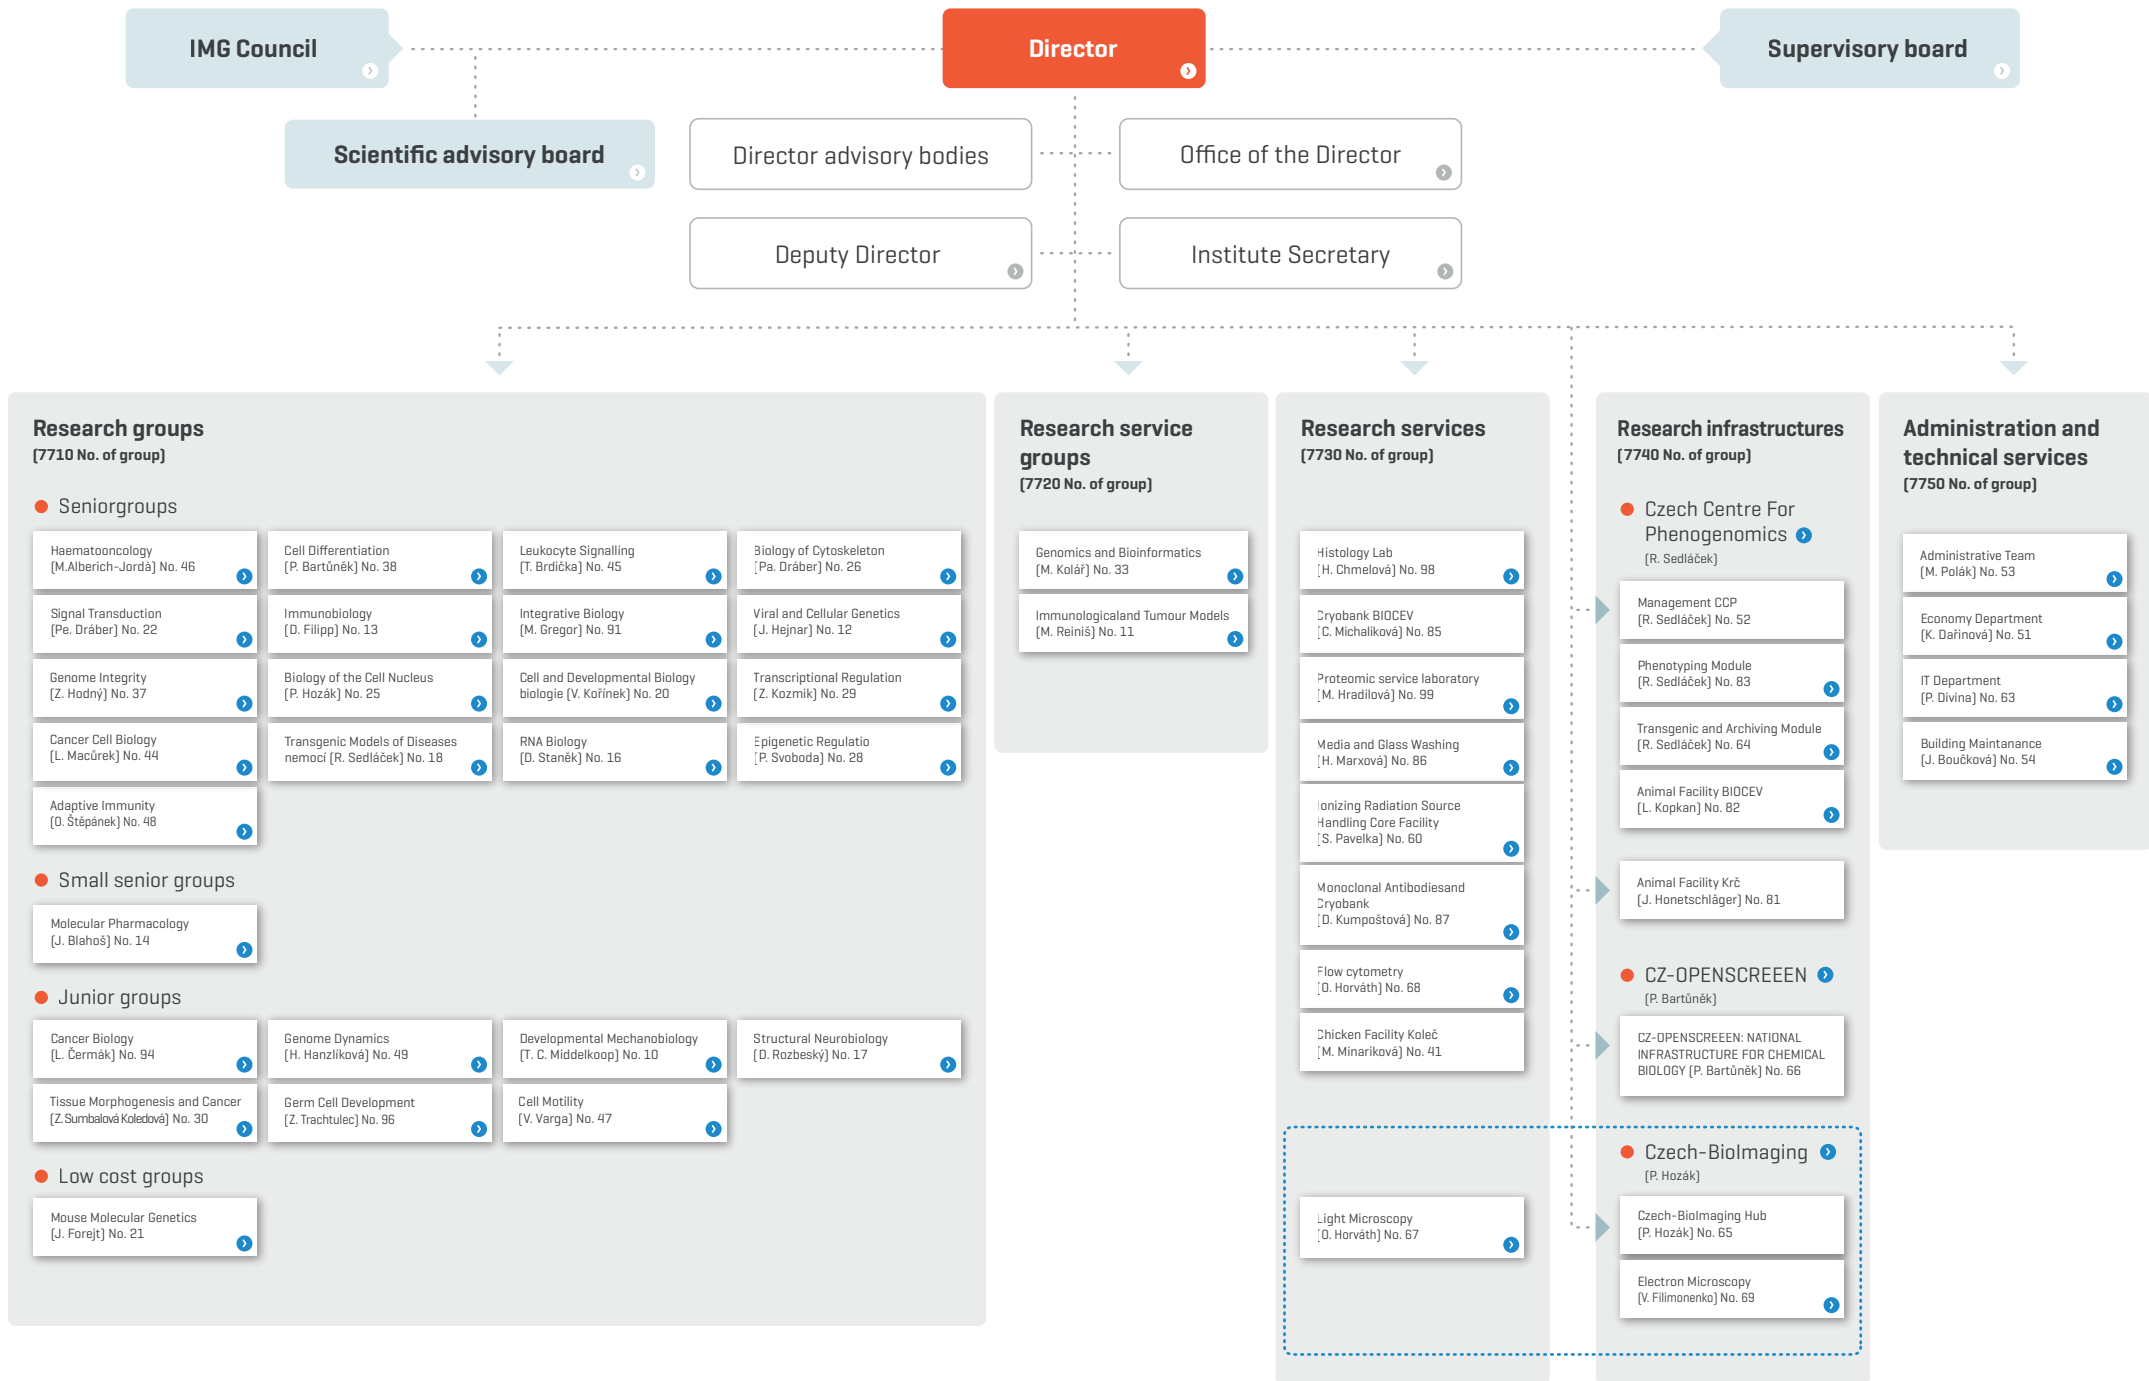 IMG Council
Director
Supervisory board
Scientific advisory board
Director advisory bodies
Office of the Director
Deputy Director
Institute Secretary
Research groups
(7710 No. of group)
Seniorgroups
Haematooncology
(M.Alberich-Jordà) No. 46
Cell Differentiation
(P. Bartůněk) No. 38
Leukocyte Signalling
(T. Brdička) No. 45
Biology of Cytoskeleton
(Pa. Dráber) No. 26
Signal Transduction
(Pe. Dráber) No. 22
Immunobiology
(D. Filipp) No. 13
Integrative Biology
(M. Gregor) No. 91
Viral and Cellular Genetics
(J. Hejnar) No. 12
Genome Integrity
(Z. Hodný) No. 37
Biology of the Cell Nucleus
(P. Hozák) No. 25
Cell and Developmental Biology
biologie (V. Kořínek) No. 20
Transcriptional Regulation
(Z. Kozmik) No. 29
Cancer Cell Biology
(L. Macůrek) No. 44
Transgenic Models of Diseases
nemocí (R. Sedláček) No. 18
RNA Biology
(D. Staněk) No. 16
Epigenetic Regulatio
(P. Svoboda) No. 28
Adaptive Immunity
(O. Štěpánek) No. 48
Small senior groups
Molecular Pharmacology
(J. Blahoš) No. 14
Junior groups
Cancer Biology
(L. Čermák) No. 94
Genome Dynamics
(H. Hanzlíková) No. 49
Developmental Mechanobiology
(T. C. Middelkoop) No. 10
Structural Neurobiology
(D. Rozbeský) No. 17
Tissue Morphogenesis and Cancer
(Z. Sumbalová Koledová) No. 30
Germ Cell Development
(Z. Trachtulec) No. 96
Cell Motility
(V. Varga) No. 47
Low cost groups
Mouse Molecular Genetics
(J. Forejt) No. 21
Research service
groups
(7720 No. of group)
Genomics and Bioinformatics
(M. Kolář) No. 33
Immunologicaland Tumour Models
(M. Reiniš) No. 11
Research services
(7730 No. of group)
Histology Lab
(H. Chmelová) No. 98
Cryobank BIOCEV
(C. Michaliková) No. 85
Proteomic service laboratory
(M. Hradilová) No. 99
Media and Glass Washing
(H. Marxová) No. 86
Ionizing Radiation Source
Handling Core Facility
(S. Pavelka) No. 60
Monoclonal Antibodiesand
Cryobank
(D. Kumpoštová) No. 87
Flow cytometry
(O. Horváth) No. 68
Chicken Facility Koleč
(M. Minariková) No. 41
Light Microscopy
(O. Horváth) No. 67
Research infrastructures
(7740 No. of group)
Czech Centre For
Phenogenomics
(R. Sedláček)
Management CCP
(R. Sedláček) No. 52
Phenotyping Module
(R. Sedláček) No. 83
Transgenic and Archiving Module
(R. Sedláček) No. 64
Animal Facility BIOCEV
(L. Kopkan) No. 82
Animal Facility Krč
(J. Honetschläger) No. 81
CZ-OPENSCREEEN
(P. Bartůněk)
CZ-OPENSCREEEN: NATIONAL
INFRASTRUCTURE FOR CHEMICAL
BIOLOGY (P. Bartůněk) No. 66
Czech-BioImaging
(P. Hozák)
Czech-BioImaging Hub
(P. Hozák) No. 65
Electron Microscopy
(V. Filimonenko) No. 69
Administration and
technical services
(7750 No. of group)
Administrative Team
(M. Polák) No. 53
Economy Department
(K. Dařinová) No. 51
IT Department
(P. Divina) No. 63
Building Maintanance
(J. Boučková) No. 54